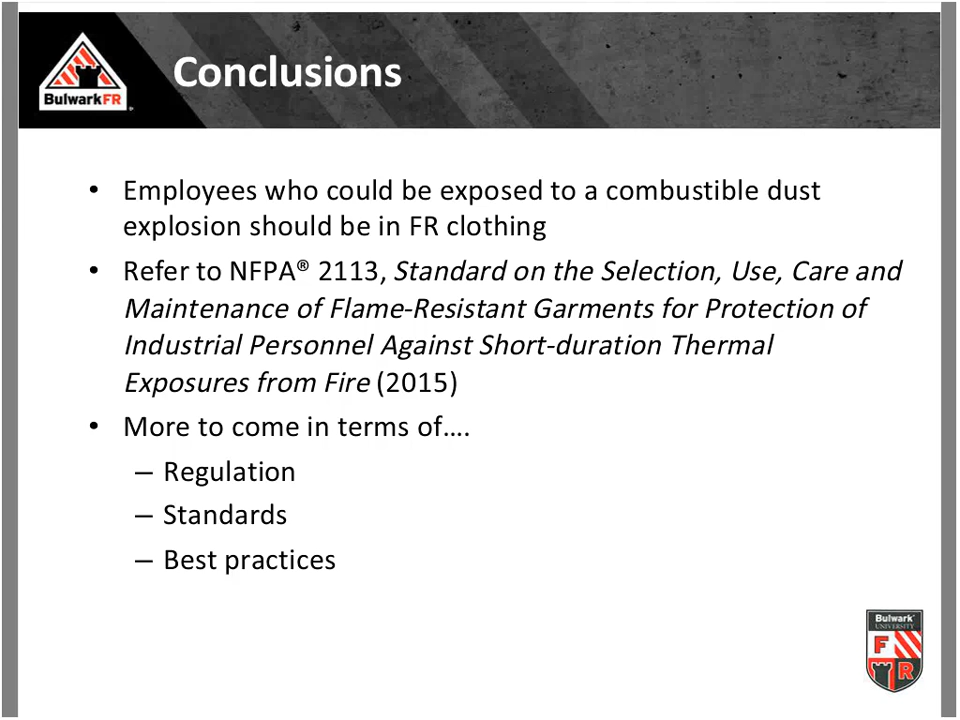 BulwarkFR
Conclusions
• Employees who could be exposed to a combustible dust
explosion should be in FR clothing
• Refer to NFPA® 2113, Standard on the Selection, Use, Care and
Maintenance of Flame-Resistant Garments for Protection of
Industrial Personnel Against Short-duration Thermal
Exposures from Fire (2015)
• More to come in terms of….
– Regulation
– Standards
– Best practices
Bulwark®
UNIVERSITY
F
R